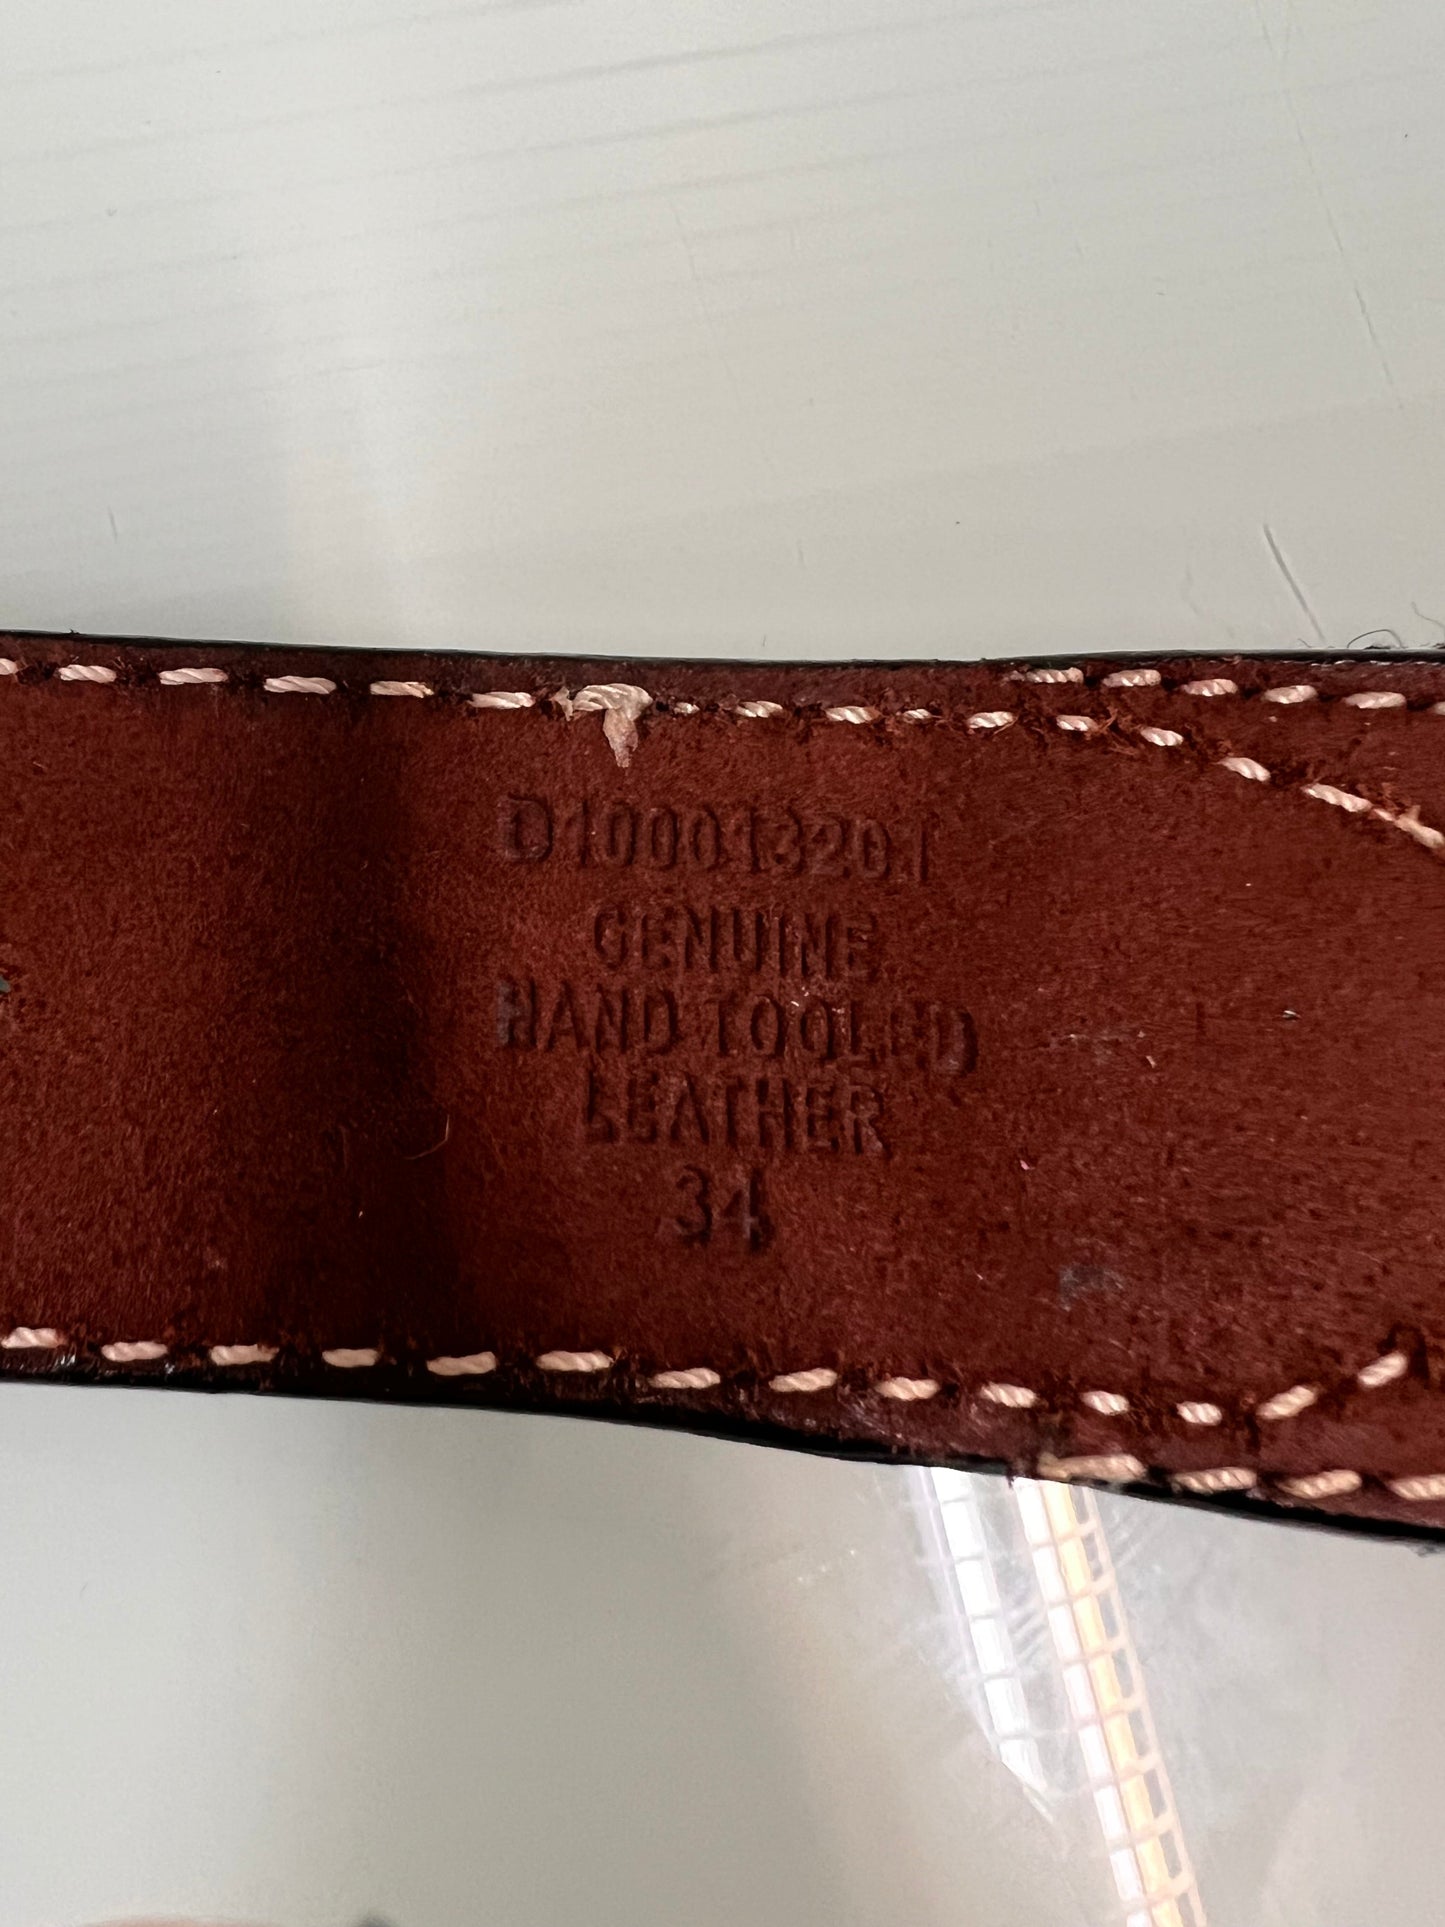 D100013201
GENUINE
HAND TOOLED
LEATHER
34